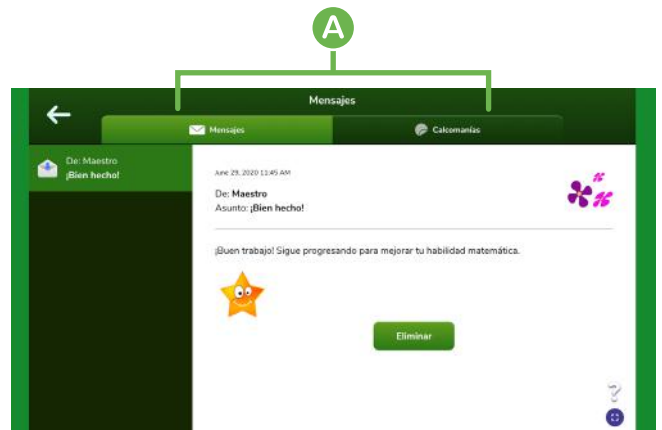 A
Mensajes
Mensajes
Calcomanías
De: Maestro
¡Bien hecho!
June 29, 2020 11:45 AM
De: Maestro
Asunto: ¡Bien hecho!
¡Buen trabajo! Sigue progresando para mejorar tu habilidad matemática.
Eliminar
?